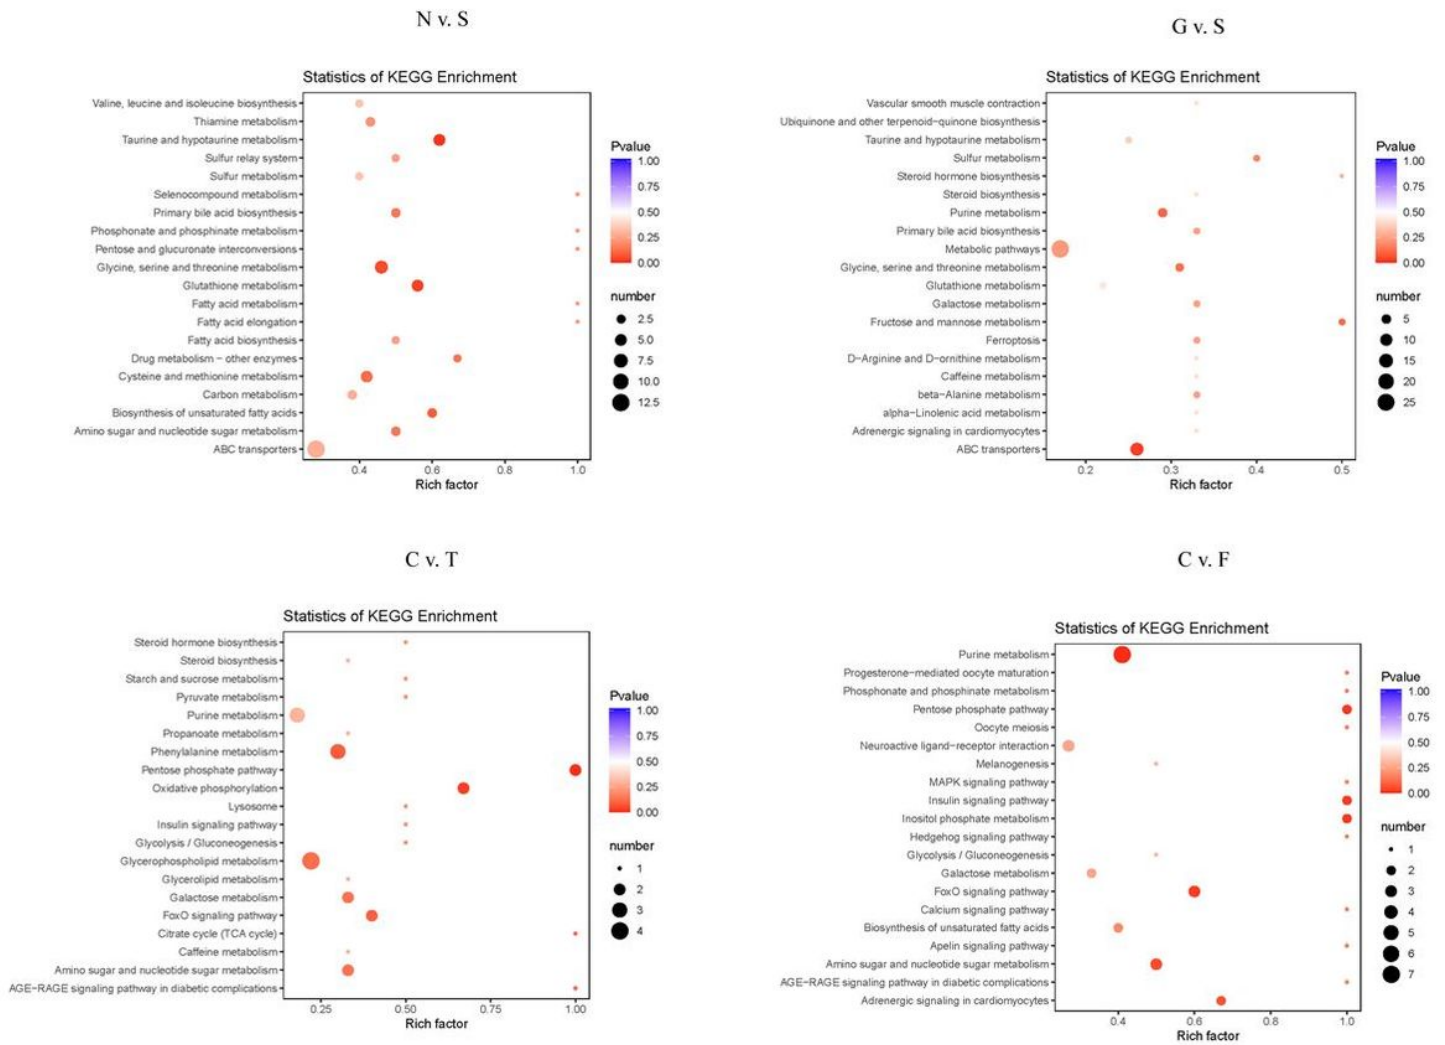 N v. S
Statistics of KEGG Enrichment
Valine, leucine and isoleucine biosynthesis
Thiamine metabolism
Taurine and hypotaurine metabolism
Sulfur relay system
Sulfur metabolism
Selenocompound metabolism
Primary bile acid biosynthesis
Phosphonate and phosphinate metabolism
Pentose and glucuronate interconversions
Glycine, serine and threonine metabolism
Glutathione metabolism
Fatty acid metabolism
Fatty acid elongation
Fatty acid biosynthesis
Drug metabolism − other enzymes
Cysteine and methionine metabolism
Carbon metabolism
Biosynthesis of unsaturated fatty acids
Amino sugar and nucleotide sugar metabolism
ABC transporters
0.4 0.6 0.8 1.0
Rich factor
Pvalue
1.00
0.75
0.50
0.25
0.00
number
2.5
5.0
7.5
10.0
12.5
G v. S
Statistics of KEGG Enrichment
Vascular smooth muscle contraction
Ubiquinone and other terpenoid−quinone biosynthesis
Taurine and hypotaurine metabolism
Sulfur metabolism
Steroid hormone biosynthesis
Steroid biosynthesis
Purine metabolism
Primary bile acid biosynthesis
Metabolic pathways
Glycine, serine and threonine metabolism
Glutathione metabolism
Galactose metabolism
Fructose and mannose metabolism
Ferroptosis
D−Arginine and D−ornithine metabolism
Caffeine metabolism
beta−Alanine metabolism
alpha−Linolenic acid metabolism
Adrenergic signaling in cardiomyocytes
ABC transporters
0.2 0.3 0.4 0.5
Rich factor
Pvalue
1.00
0.75
0.50
0.25
0.00
number
5
10
15
20
25
C v. T
Statistics of KEGG Enrichment
Steroid hormone biosynthesis
Steroid biosynthesis
Starch and sucrose metabolism
Pyruvate metabolism
Purine metabolism
Propanoate metabolism
Phenylalanine metabolism
Pentose phosphate pathway
Oxidative phosphorylation
Lysosome
Insulin signaling pathway
Glycolysis / Gluconeogenesis
Glycerophospholipid metabolism
Glycerolipid metabolism
Galactose metabolism
FoxO signaling pathway
Citrate cycle (TCA cycle)
Caffeine metabolism
Amino sugar and nucleotide sugar metabolism
AGE−RAGE signaling pathway in diabetic complications
0.25 0.50 0.75 1.00
Rich factor
Pvalue
1.00
0.75
0.50
0.25
0.00
number
1
2
3
4
C v. F
Statistics of KEGG Enrichment
Purine metabolism
Progesterone−mediated oocyte maturation
Phosphonate and phosphinate metabolism
Pentose phosphate pathway
Oocyte meiosis
Neuroactive ligand−receptor interaction
Melanogenesis
MAPK signaling pathway
Insulin signaling pathway
Inositol phosphate metabolism
Hedgehog signaling pathway
Glycolysis / Gluconeogenesis
Galactose metabolism
FoxO signaling pathway
Calcium signaling pathway
Biosynthesis of unsaturated fatty acids
Apelin signaling pathway
Amino sugar and nucleotide sugar metabolism
AGE−RAGE signaling pathway in diabetic complications
Adrenergic signaling in cardiomyocytes
0.4 0.6 0.8 1.0
Rich factor
Pvalue
1.00
0.75
0.50
0.25
0.00
number
1
2
3
4
5
6
7